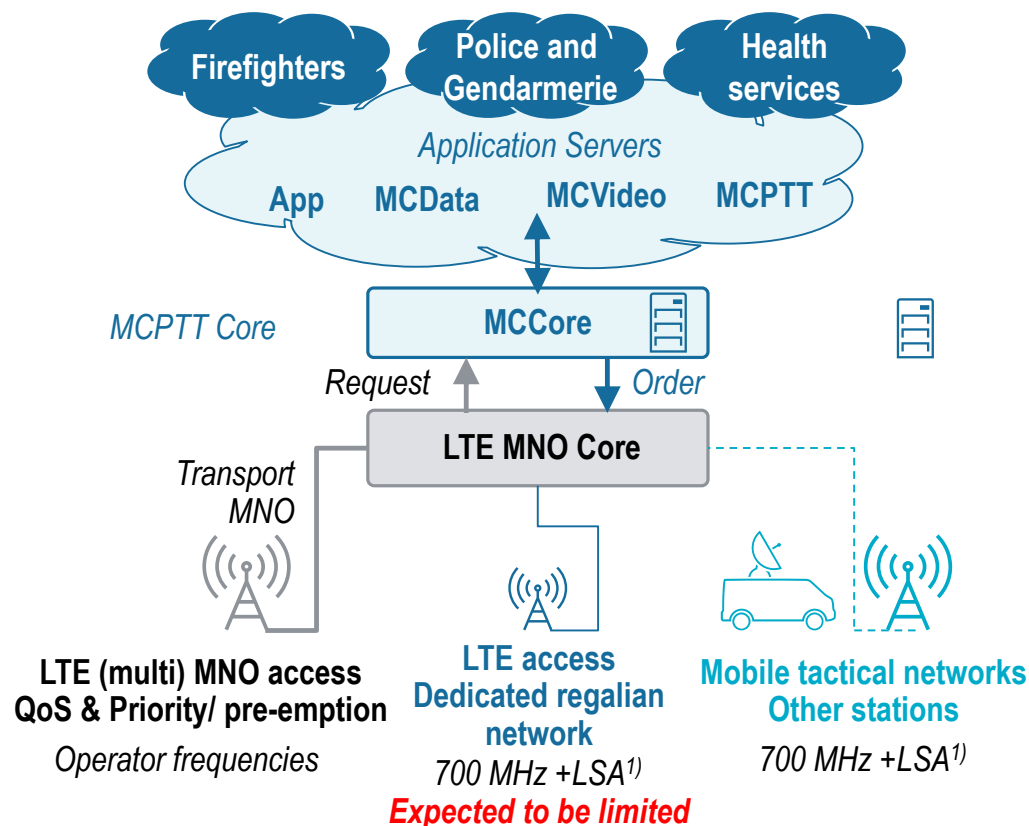 Firefighters
Police and
Gendarmerie
Health
services
Application Servers
App MCData MCVideo MCPTT
MCPTT Core
MCCore
Request
Order
LTE MNO Core
Transport
MNO
LTE (multi) MNO access
QoS & Priority/ pre-emption
Operator frequencies
LTE access
Dedicated regalian
network
700 MHz +LSA1)
Expected to be limited
Mobile tactical networks
Other stations
700 MHz +LSA1)